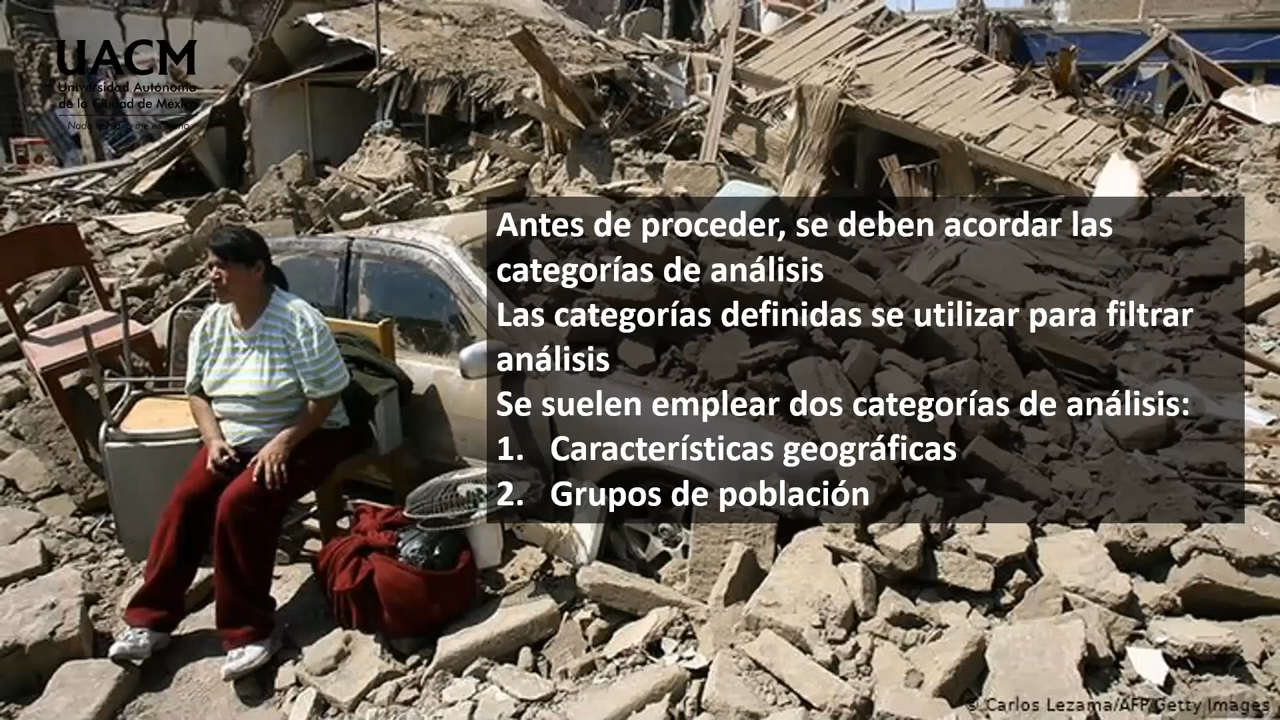 UACM
Universidad Autónoma
de la Ciudad de México
Antes de proceder, se deben acordar las
categorías de análisis
Las categorías definidas se utilizar para filtrar
análisis
Se suelen emplear dos categorías de análisis:
1. Características geográficas
2. Grupos de población
© Carlos Lezama/AFP/Getty Images